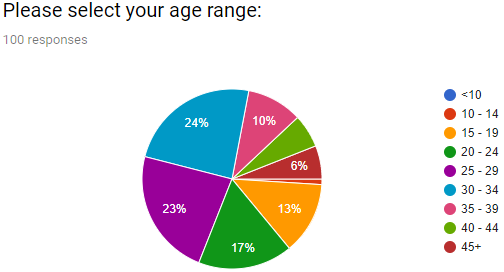 Please select your age range:
100 responses
24%
10%
6%
23%
13%
17%
<10
10 - 14
15 - 19
20 - 24
25 - 29
30 - 34
35 - 39
40 - 44
45+